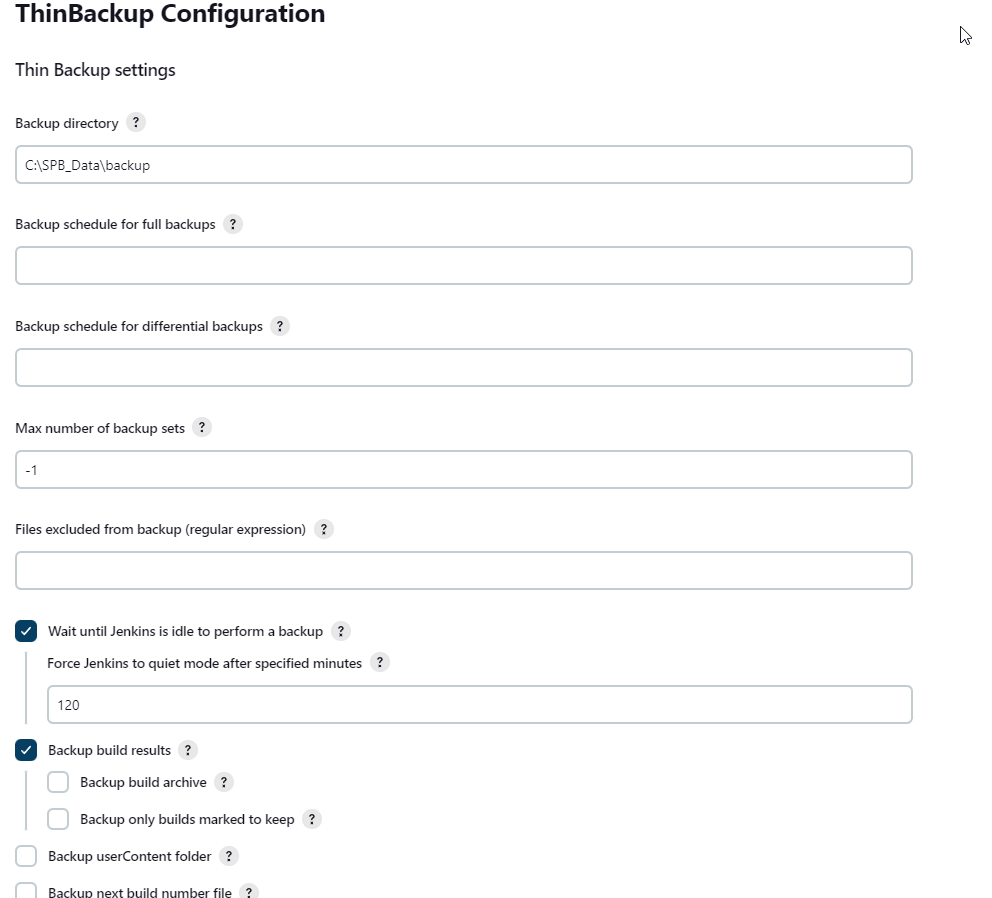 ThinBackup Configuration
Thin Backup settings
Backup directory ?
C:\SPB_Data\backup
Backup schedule for full backups ?
Backup schedule for differential backups ?
Max number of backup sets ?
-1
Files excluded from backup (regular expression) ?
Wait until Jenkins is idle to perform a backup ?
Force Jenkins to quiet mode after specified minutes ?
120
Backup build results ?
Backup build archive ?
Backup only builds marked to keep ?
Backup userContent folder ?
Backup next build number file ?